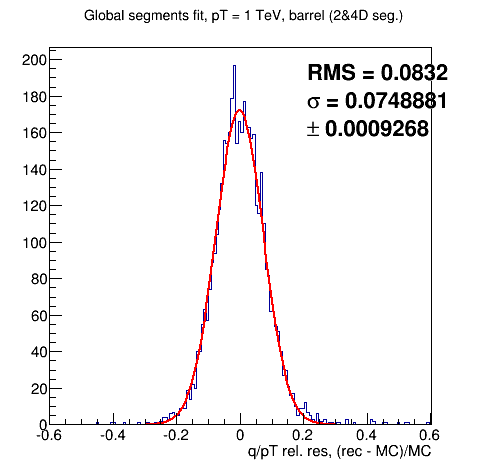 Global segments fit, pT = 1 TeV, barrel (2&4D seg.)
RMS = 0.0832
σ = 0.0748881
± 0.0009268
200
180
160
140
120
100
80
60
40
20
0
-0.6 -0.4 -0.2 0 0.2 0.4 0.6
q/pT rel. res, (rec - MC)/MC